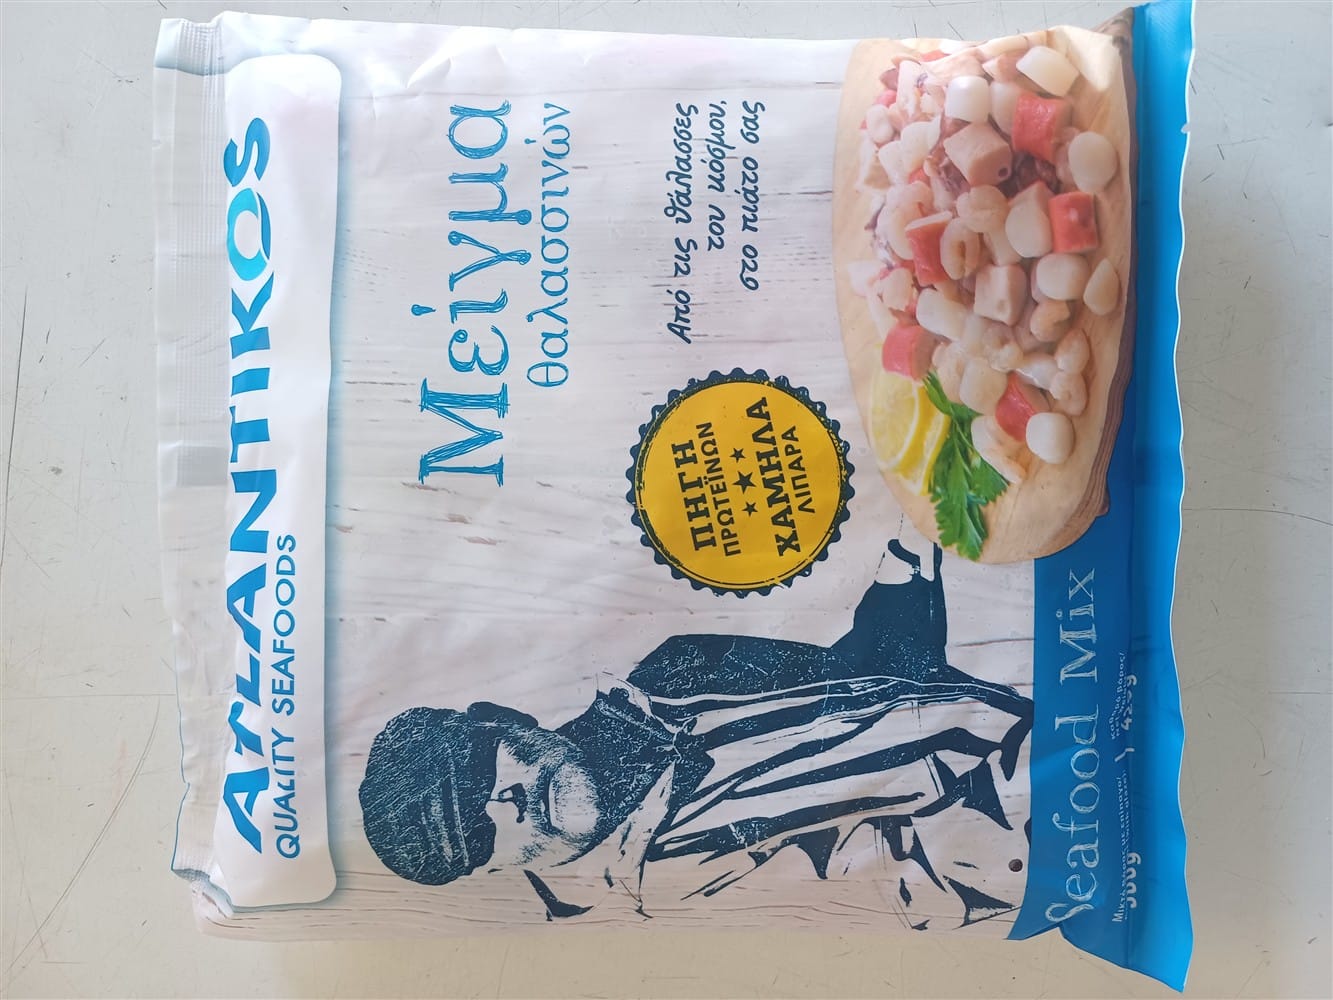 ATLANTIKOS
QUALITY SEAFOODS
Μείγμα
θαλασσινών
Από τις θάλασσες
του κόσμου,
στο πιάτο σας
ΠΗΓΗ
ΠΡΩΤΕΪΝΩΝ
ΧΑΜΗΛΑ
ΛΙΠΑΡΑ
Seafood Mix